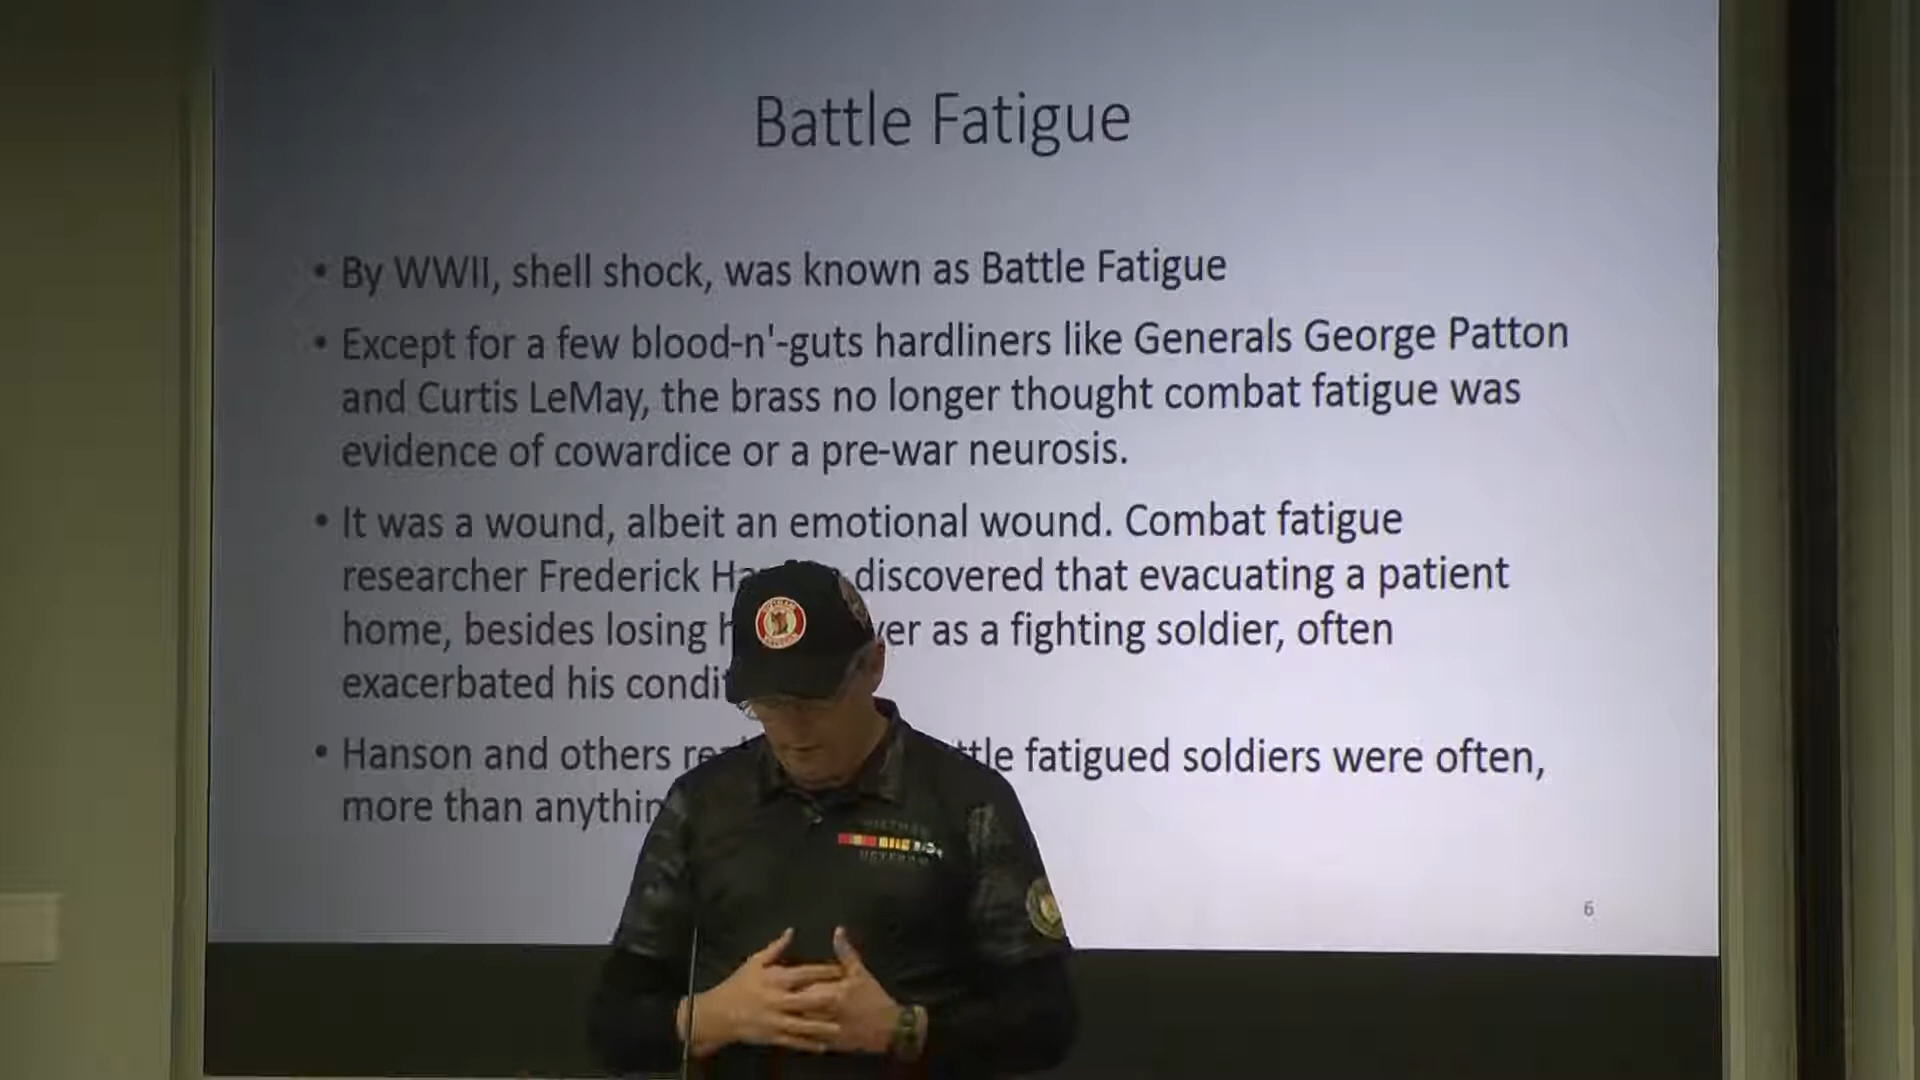 Battle Fatigue
• By WWII, shell shock, was known as Battle Fatigue
• Except for a few blood-n'-guts hardliners like Generals George Patton
and Curtis LeMay, the brass no longer thought combat fatigue was
evidence of cowardice or a pre-war neurosis.
• It was a wound, albeit an emotional wound. Combat fatigue
researcher Frederick discovered that evacuating a patient
home, besides losing as a fighting soldier, often
exacerbated his
• Hanson and others fatigued soldiers were often,
more than
VIETNAM
VETERAN
6